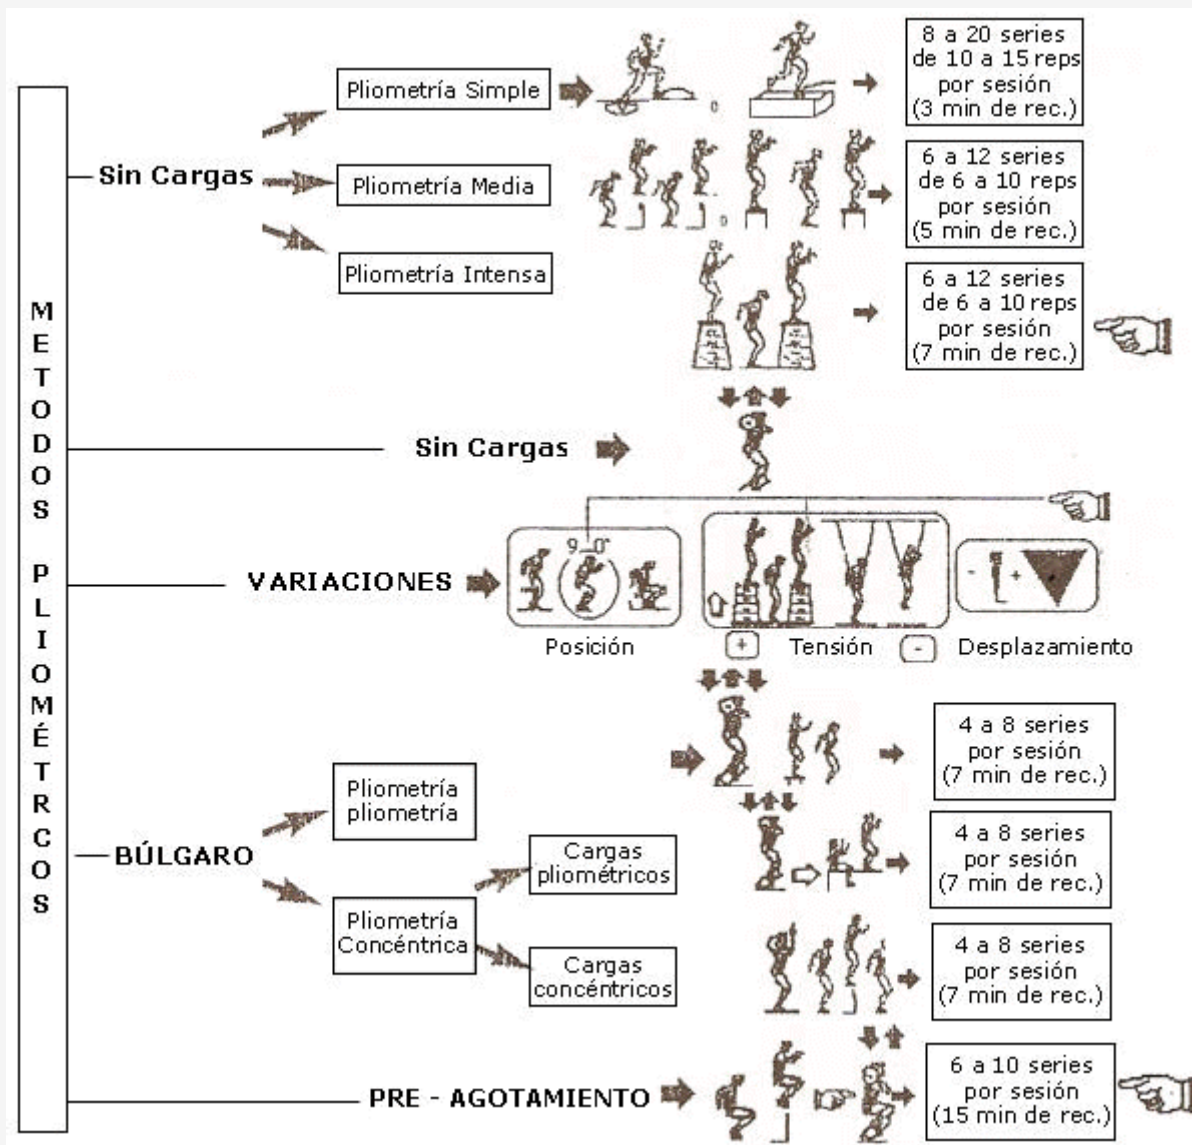 METODOS PLIOMÉTRCOS
Sin Cargas
Pliometría Simple
8 a 20 series
de 10 a 15 reps
por sesión
(3 min de rec.)
Pliometría Media
6 a 12 series
de 6 a 10 reps
por sesión
(5 min de rec.)
Pliometría Intensa
6 a 12 series
de 6 a 10 reps
por sesión
(7 min de rec.)
Sin Cargas
VARIACIONES
9_0°
- +
Posición
+ Tensión
- Desplazamiento
4 a 8 series
por sesión
(7 min de rec.)
BÚLGARO
Pliometría
pliometría
Cargas
pliométricos
4 a 8 series
por sesión
(7 min de rec.)
Pliometría
Concéntrica
Cargas
concéntricos
4 a 8 series
por sesión
(7 min de rec.)
PRE - AGOTAMIENTO
6 a 10 series
por sesión
(15 min de rec.)